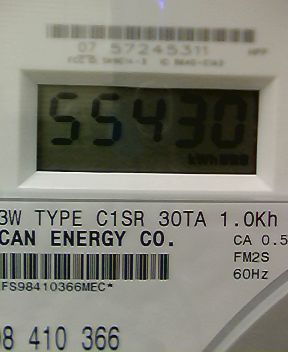 07 57245311
55430
kWh
3W TYPE C1SR 30TA 1.0Kh
CAN ENERGY CO.
CA 0.5
FM2S
60Hz
FS98410366MEC*
98 410 366